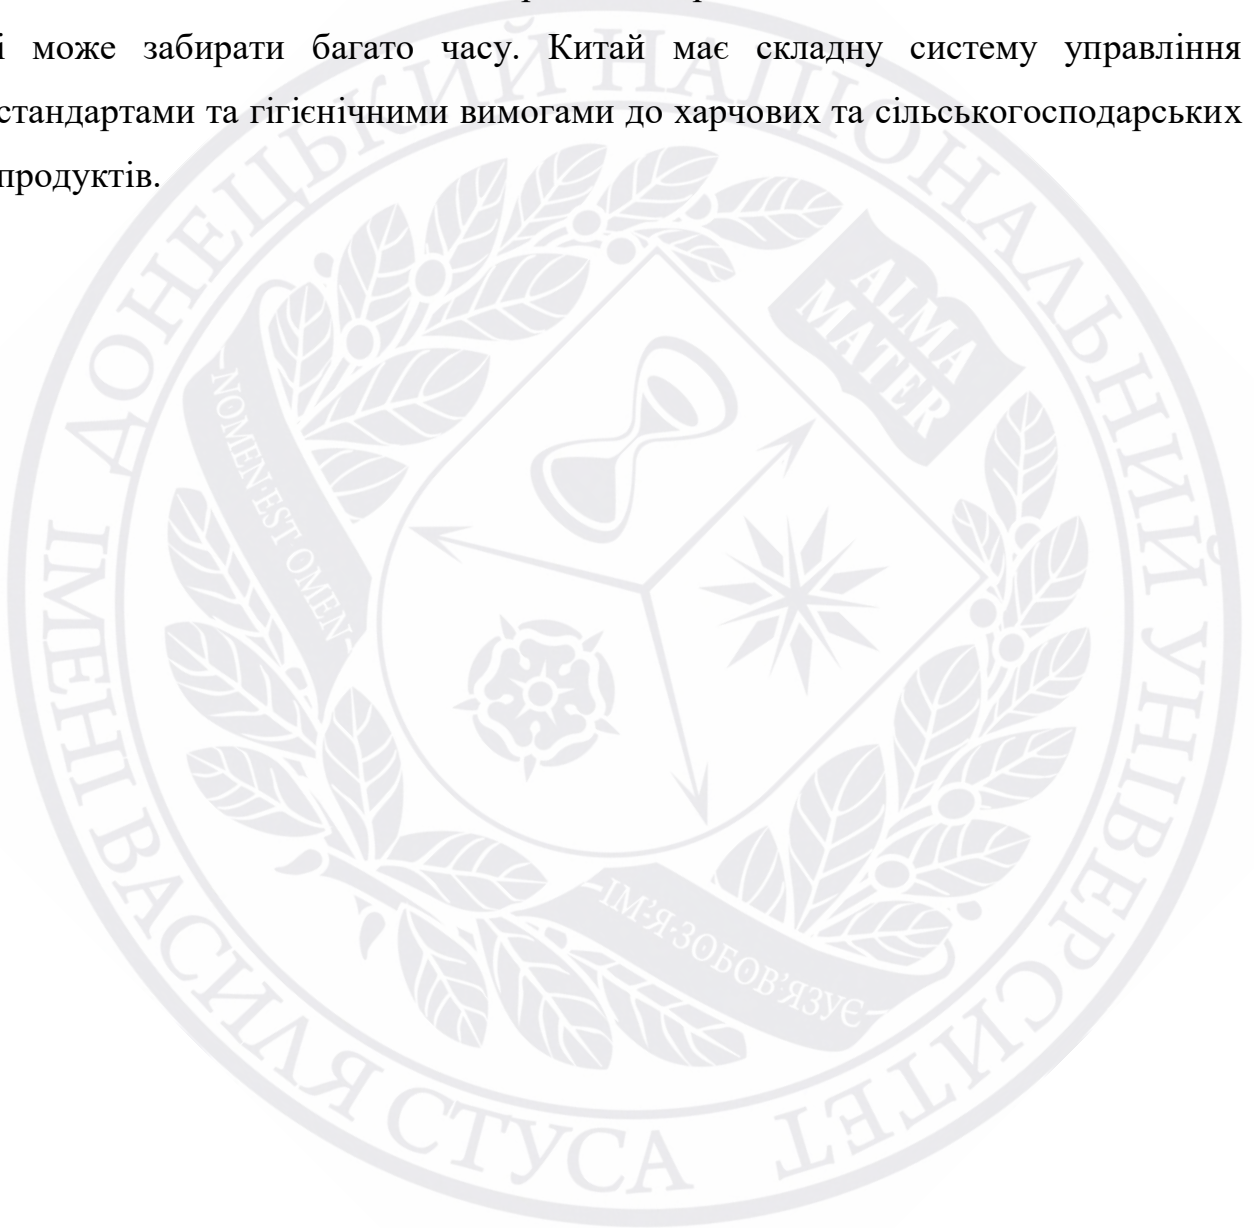 і може забирати багато часу. Китай має складну систему управління
стандартами та гігієнічними вимогами до харчових та сільськогосподарських
продуктів.
ДОНЕЦЬКИЙ НАЦІОНАЛЬНИЙ УНІВЕРСИТЕТ
ІМЕНІ ВАСИЛЯ СТУСА
ALMA
MATER
NOMEN·EST OMEN
ІМ'Я·ЗОБОВ'ЯЗУЄ